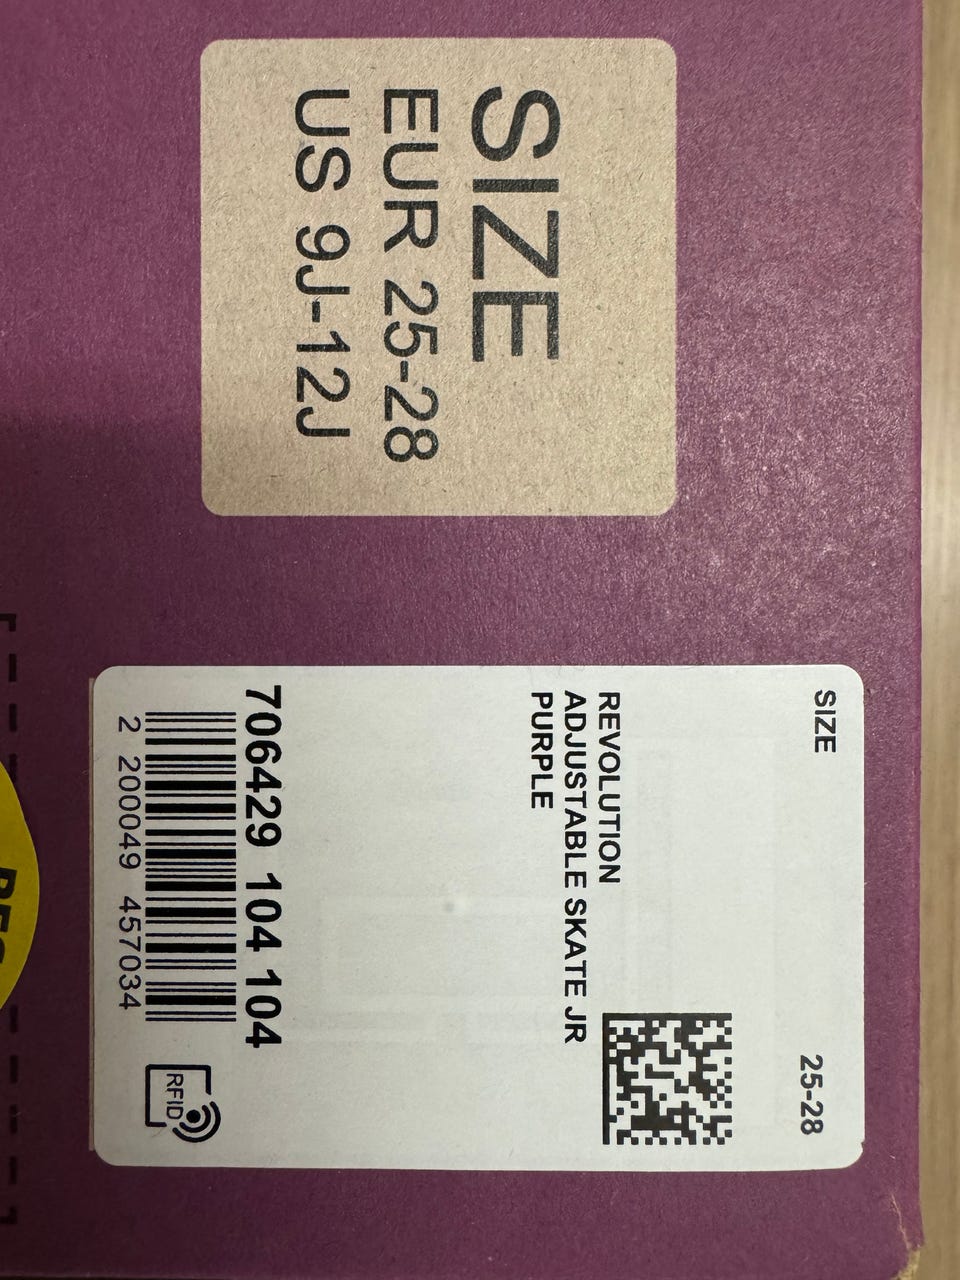 SIZE
EUR 25-28
US 9J-12J
SIZE 25-28
REVOLUTION
ADJUSTABLE SKATE JR
PURPLE
706429 104 104
2 200049 457034
RFID